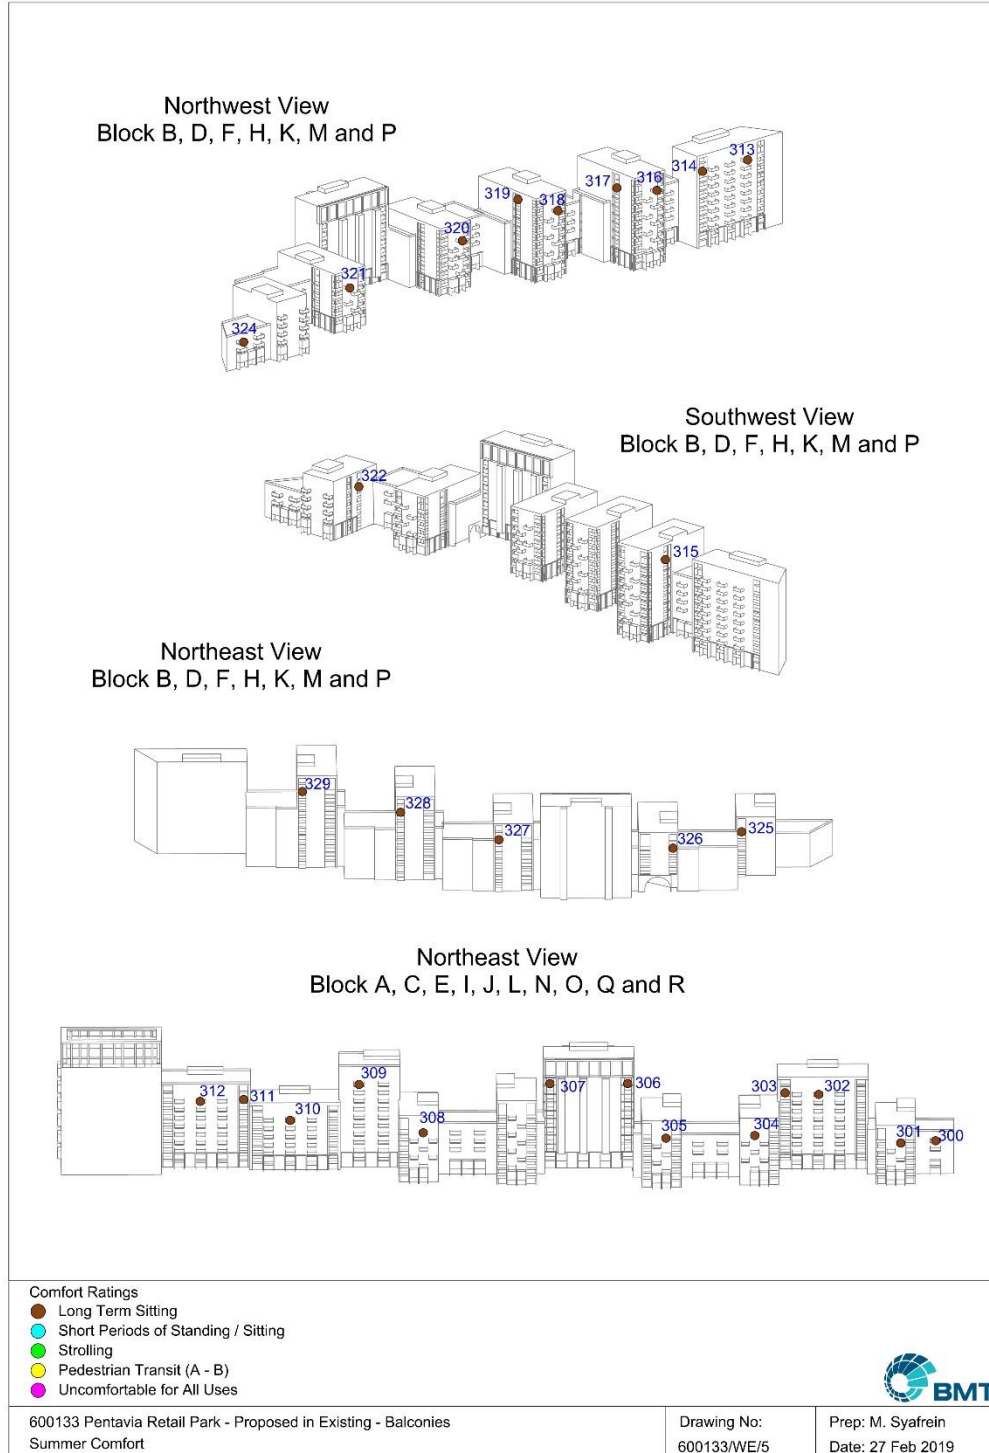 Northwest View
Block B, D, F, H, K, M and P
313
314
316
317
318
319
320
321
324
Southwest View
Block B, D, F, H, K, M and P
322
315
Northeast View
Block B, D, F, H, K, M and P
329
328
327
326
325
Northeast View
Block A, C, E, I, J, L, N, O, Q and R
312
311
310
309
308
307
306
305
304
303
302
301
300
Comfort Ratings
Long Term Sitting
Short Periods of Standing / Sitting
Strolling
Pedestrian Transit (A - B)
Uncomfortable for All Uses
BMT
600133 Pentavia Retail Park - Proposed in Existing - Balconies
Summer Comfort
Drawing No:
600133/WE/5
Prep: M. Syafrein
Date: 27 Feb 2019